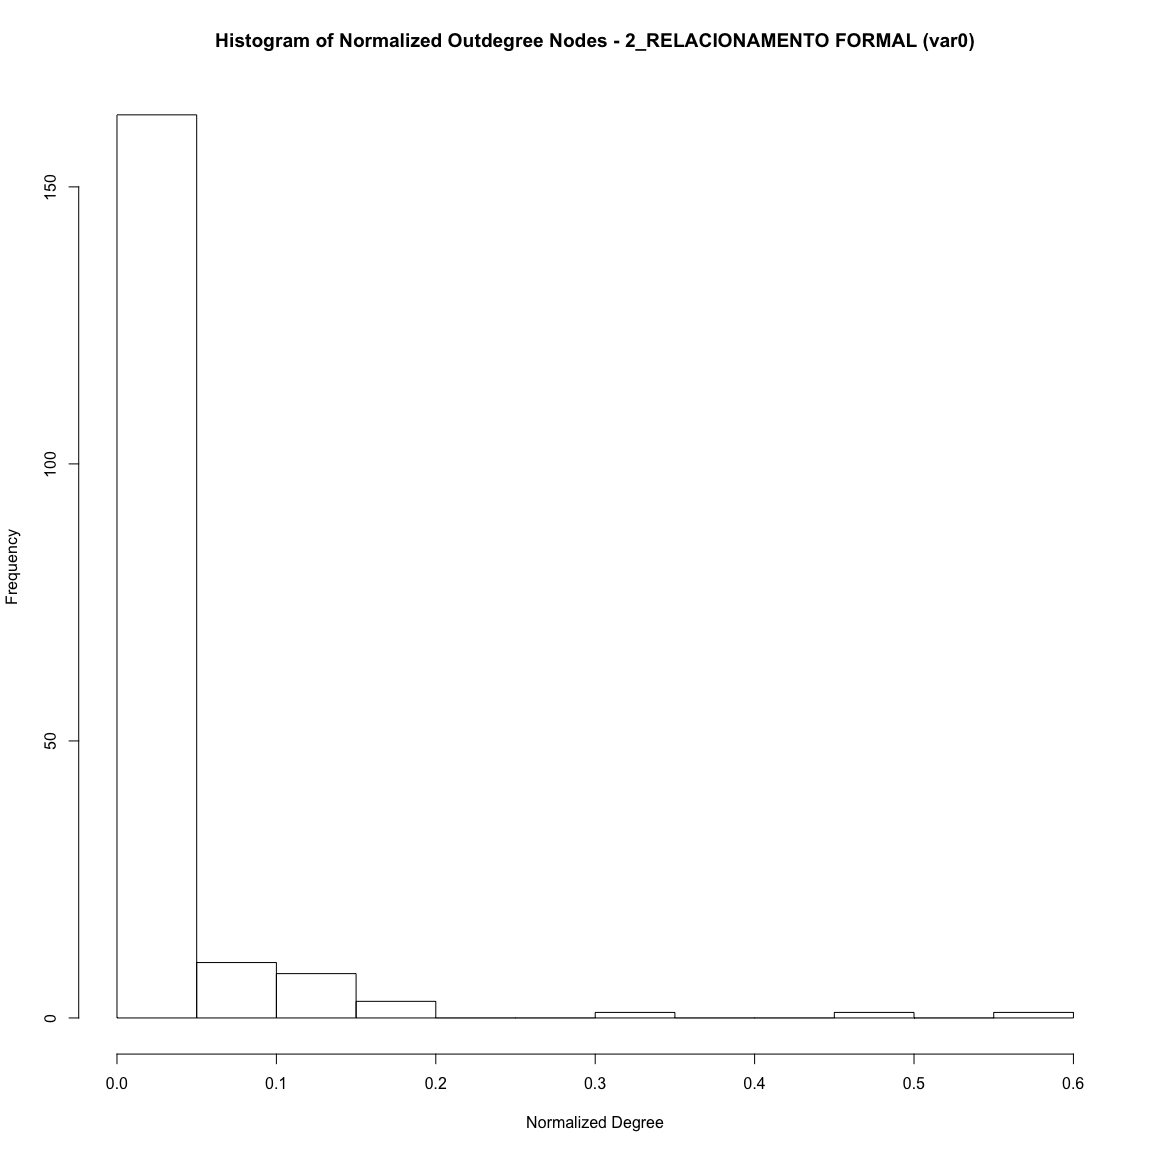 Histogram of Normalized Outdegree Nodes - 2_RELACIONAMENTO FORMAL (var0)
Frequency
150
100
50
0
0.0 0.1 0.2 0.3 0.4 0.5 0.6
Normalized Degree